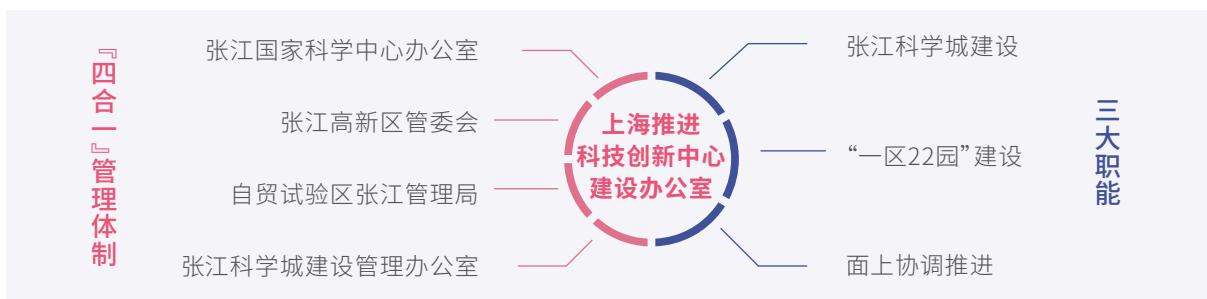 『四合一』管理体制
张江国家科学中心办公室
张江高新区管委会
自贸试验区张江管理局
张江科学城建设管理办公室
上海推进
科技创新中心
建设办公室
张江科学城建设
“一区22园”建设
面上协调推进
三大职能